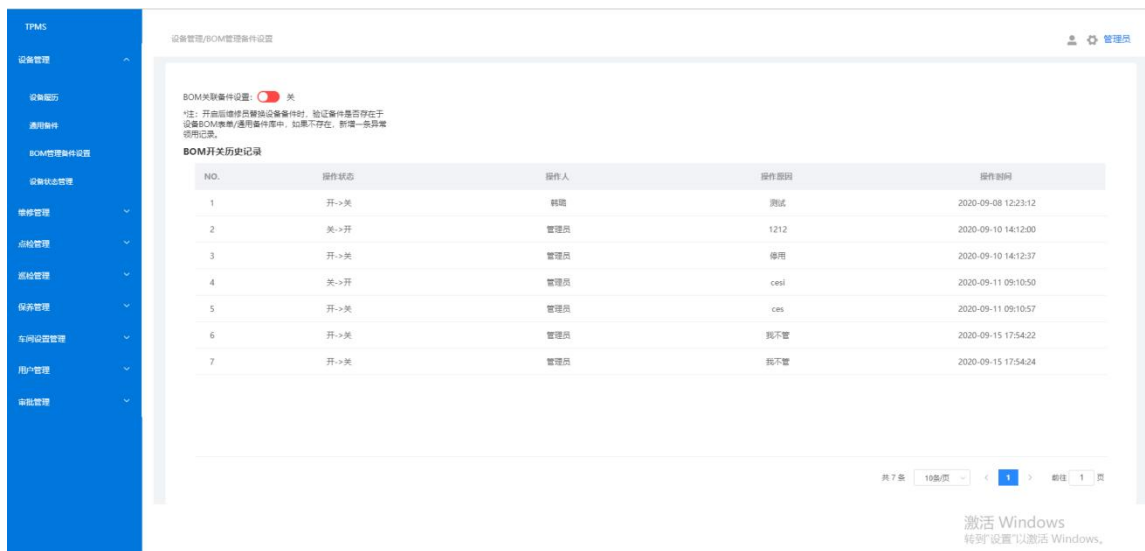 TPMS
设备管理/BOM管理备件设置
管理员
设备管理
设备履历
通用备件
BOM管理备件设置
设备状态管理
维修管理
点检管理
巡检管理
保养管理
车间设置管理
用户管理
审批管理
BOM关联备件设置: 关
*注：开启后维修员替换设备备件时，验证备件是否存在于
设备BOM表单/通用备件库中，如果不存在，新增一条异常
领用记录。
BOM开关历史记录
NO. 操作状态 操作人 操作原因 操作时间
1 开->关 测试 2020-09-08 12:23:12
2 关->开 管理员 1212 2020-09-10 14:12:00
3 开->关 管理员 停用 2020-09-10 14:12:37
4 关->开 管理员 cesi 2020-09-11 09:10:50
5 开->关 管理员 ces 2020-09-11 09:10:57
6 开->关 管理员 我不管 2020-09-15 17:54:22
7 开->关 管理员 我不管 2020-09-15 17:54:24
共 7 条 10条/页 1 前往 1 页
激活 Windows
转到"设置"以激活 Windows。